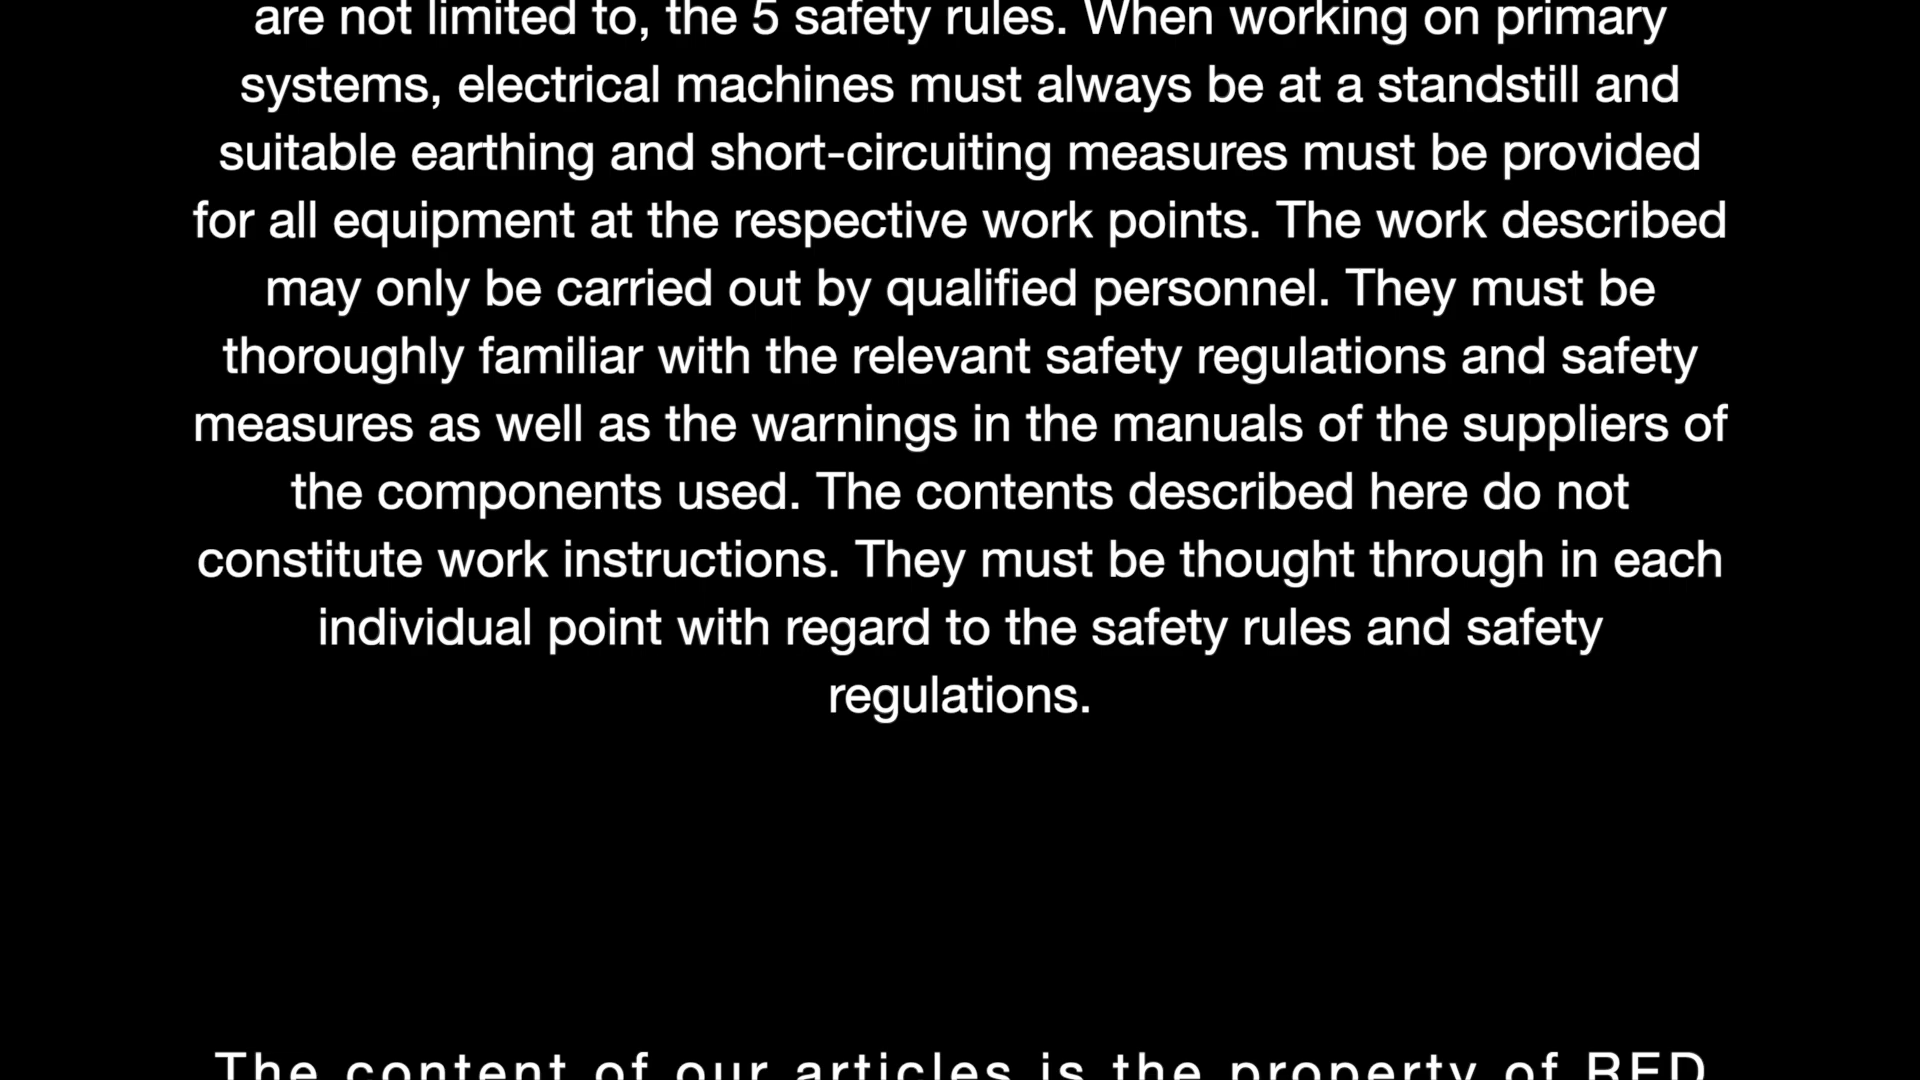 are not limited to, the 5 safety rules. When working on primary
systems, electrical machines must always be at a standstill and
suitable earthing and short-circuiting measures must be provided
for all equipment at the respective work points. The work described
may only be carried out by qualified personnel. They must be
thoroughly familiar with the relevant safety regulations and safety
measures as well as the warnings in the manuals of the suppliers of
the components used. The contents described here do not
constitute work instructions. They must be thought through in each
individual point with regard to the safety rules and safety
regulations.
The content of our articles is the property of RED